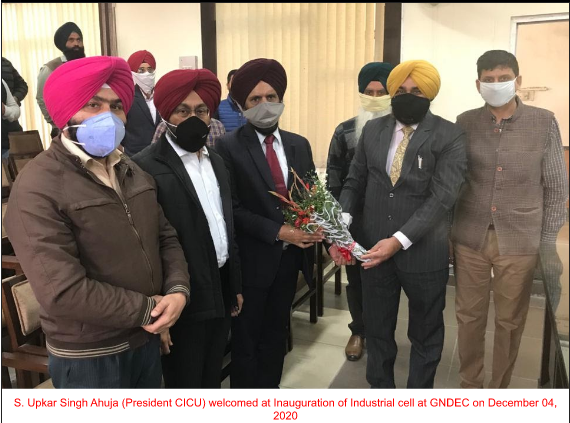 S. Upkar Singh Ahuja (President CICU) welcomed at Inauguration of Industrial cell at GNDEC on December 04,
2020